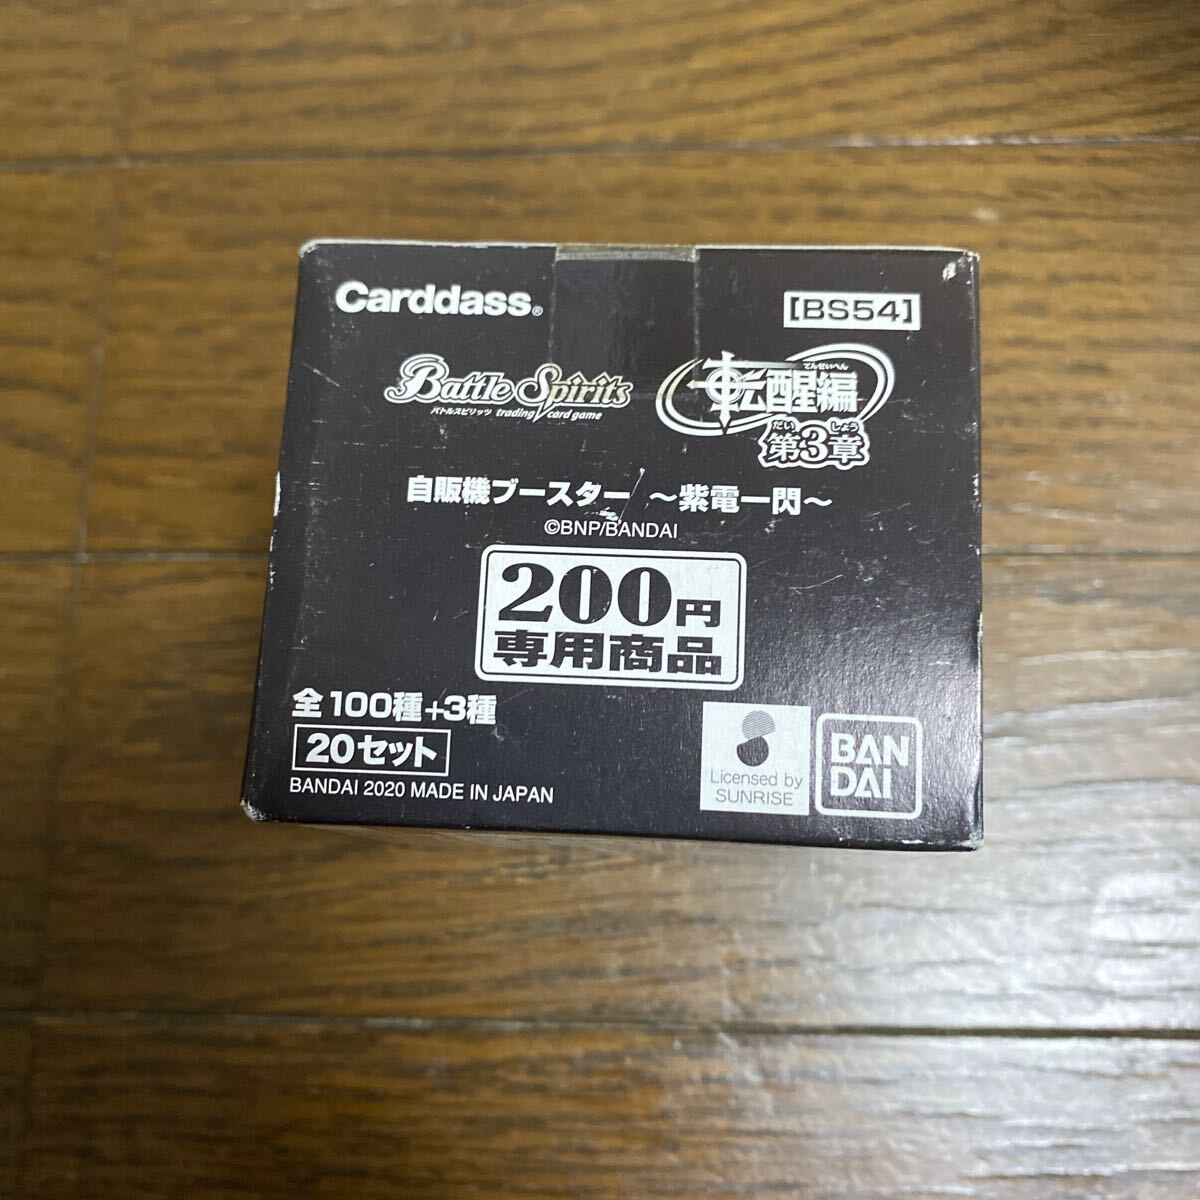 Carddass®
[BS54]
Battle Spirits
バトルスピリッツ trading card game
てんせいへん
転醒編
だい しょう
第3章
自販機ブースター ～紫電一閃～
©BNP/BANDAI
200円
専用商品
全100種+3種
20セット
BANDAI 2020 MADE IN JAPAN
Licensed by
SUNRISE
BAN
DAI